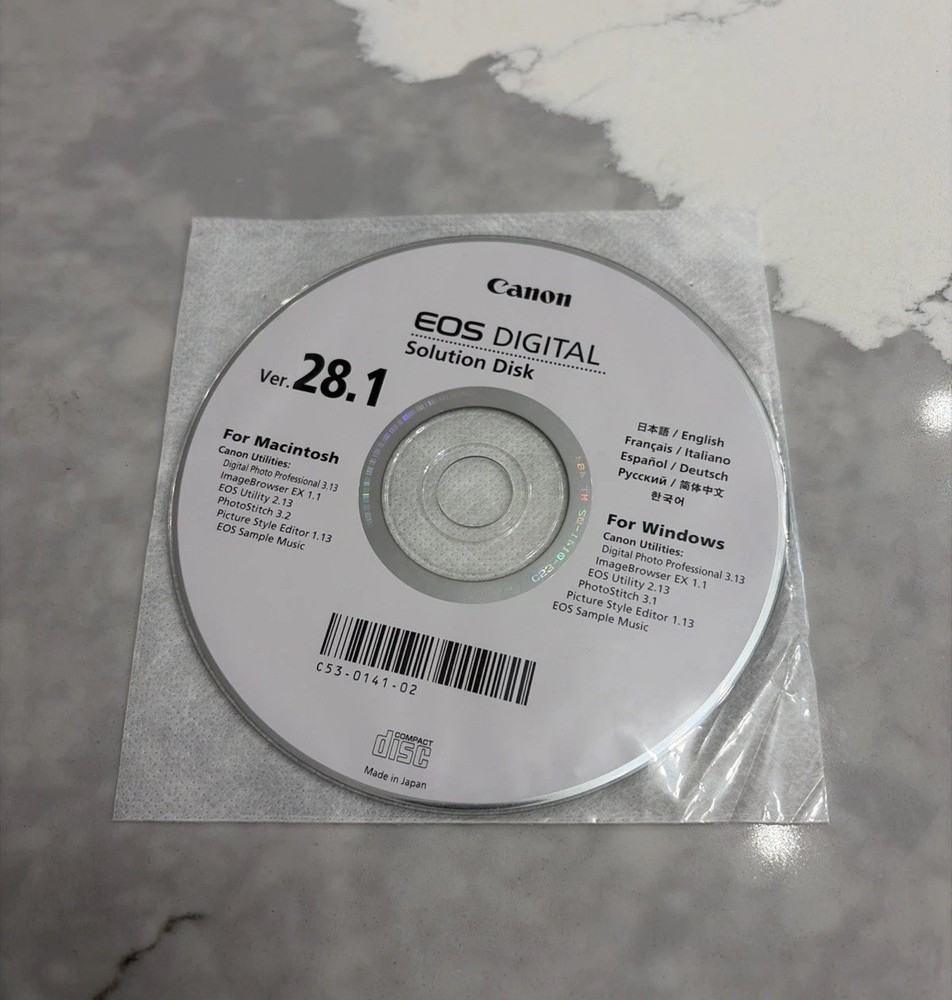 Canon
EOS DIGITAL
Solution Disk
Ver. 28.1
For Macintosh
Canon Utilities:
Digital Photo Professional 3.13
ImageBrowser EX 1.1
EOS Utility 2.13
PhotoStitch 3.2
Picture Style Editor 1.13
EOS Sample Music
日本語 / English
Français / Italiano
Español / Deutsch
Русский / 简体中文
한국어
For Windows
Canon Utilities:
Digital Photo Professional 3.13
ImageBrowser EX 1.1
EOS Utility 2.13
PhotoStitch 3.1
Picture Style Editor 1.13
EOS Sample Music
C53-0141-02
COMPACT
disc
Made in Japan